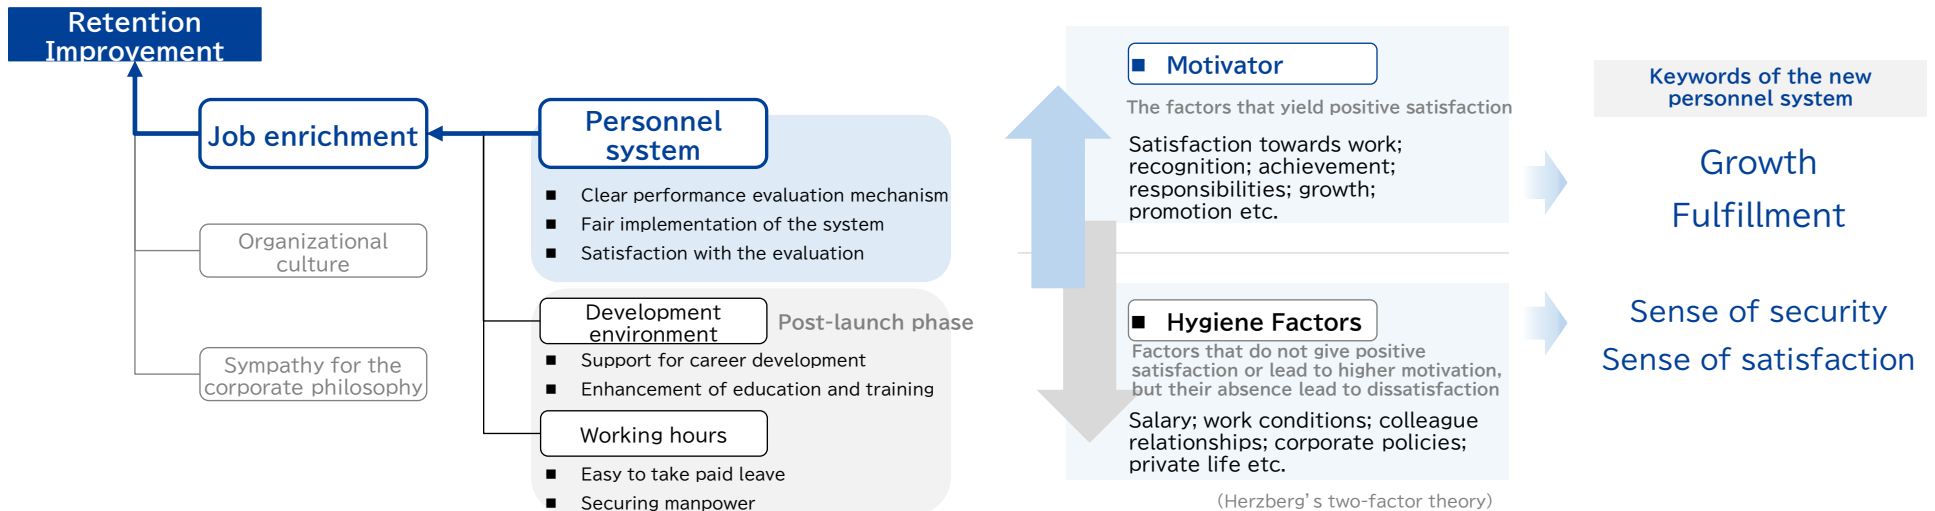 Retention
Improvement
Job enrichment
Organizational
culture
Sympathy for the
corporate philosophy
Personnel
system
■ Clear performance evaluation mechanism
■ Fair implementation of the system
■ Satisfaction with the evaluation
Development
environment
Post-launch phase
■ Support for career development
■ Enhancement of education and training
Working hours
■ Easy to take paid leave
■ Securing manpower
■ Motivator
The factors that yield positive satisfaction
Satisfaction towards work;
recognition; achievement;
responsibilities; growth;
promotion etc.
■ Hygiene Factors
Factors that do not give positive
satisfaction or lead to higher motivation,
but their absence lead to dissatisfaction
Salary; work conditions; colleague
relationships; corporate policies;
private life etc.
(Herzberg's two-factor theory)
Keywords of the new
personnel system
Growth
Fulfillment
Sense of security
Sense of satisfaction